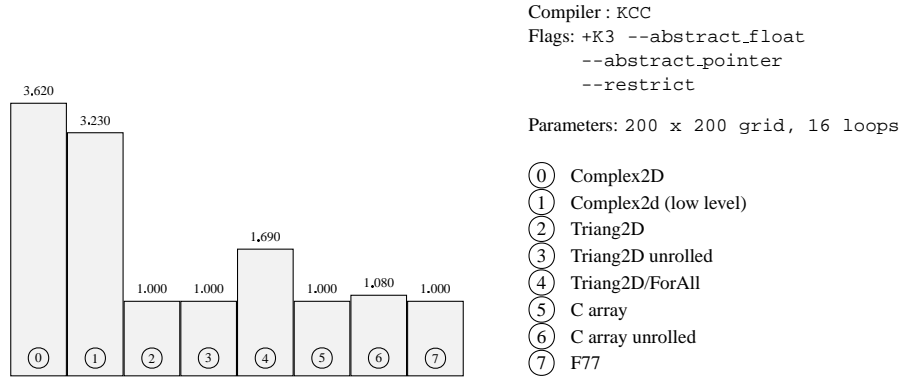 3.620
3.230
1.000
1.000
1.690
1.000
1.080
1.000
0
1
2
3
4
5
6
7
Compiler : KCC
Flags: +K3 --abstract_float
--abstract_pointer
--restrict
Parameters: 200 x 200 grid, 16 loops
0 Complex2D
1 Complex2d (low level)
2 Triang2D
3 Triang2D unrolled
4 Triang2D/ForAll
5 C array
6 C array unrolled
7 F77